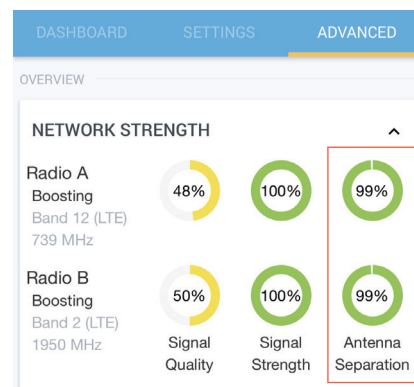 DASHBOARD SETTINGS ADVANCED
OVERVIEW
NETWORK STRENGTH
Radio A
Boosting
Band 12 (LTE)
739 MHz
48% 100% 99%
Radio B
Boosting
Band 2 (LTE)
1950 MHz
50% 100% 99%
Signal Quality
Signal Strength
Antenna Separation